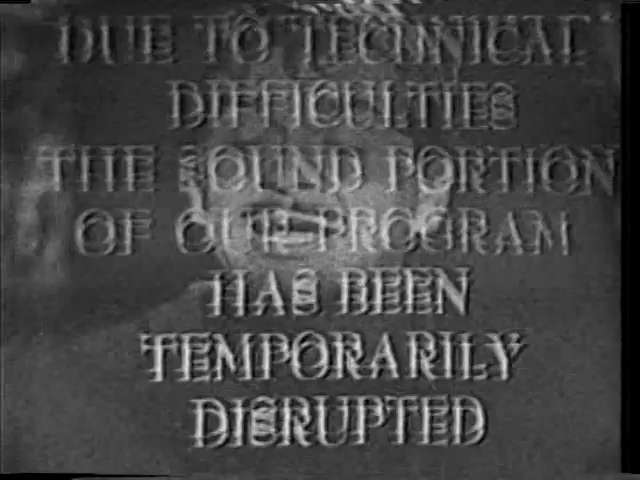 DUE TO TECHNICAL
DIFFICULTIES
THE SOUND PORTION
OF OUR PROGRAM
HAS BEEN
TEMPORARILY
DISRUPTED